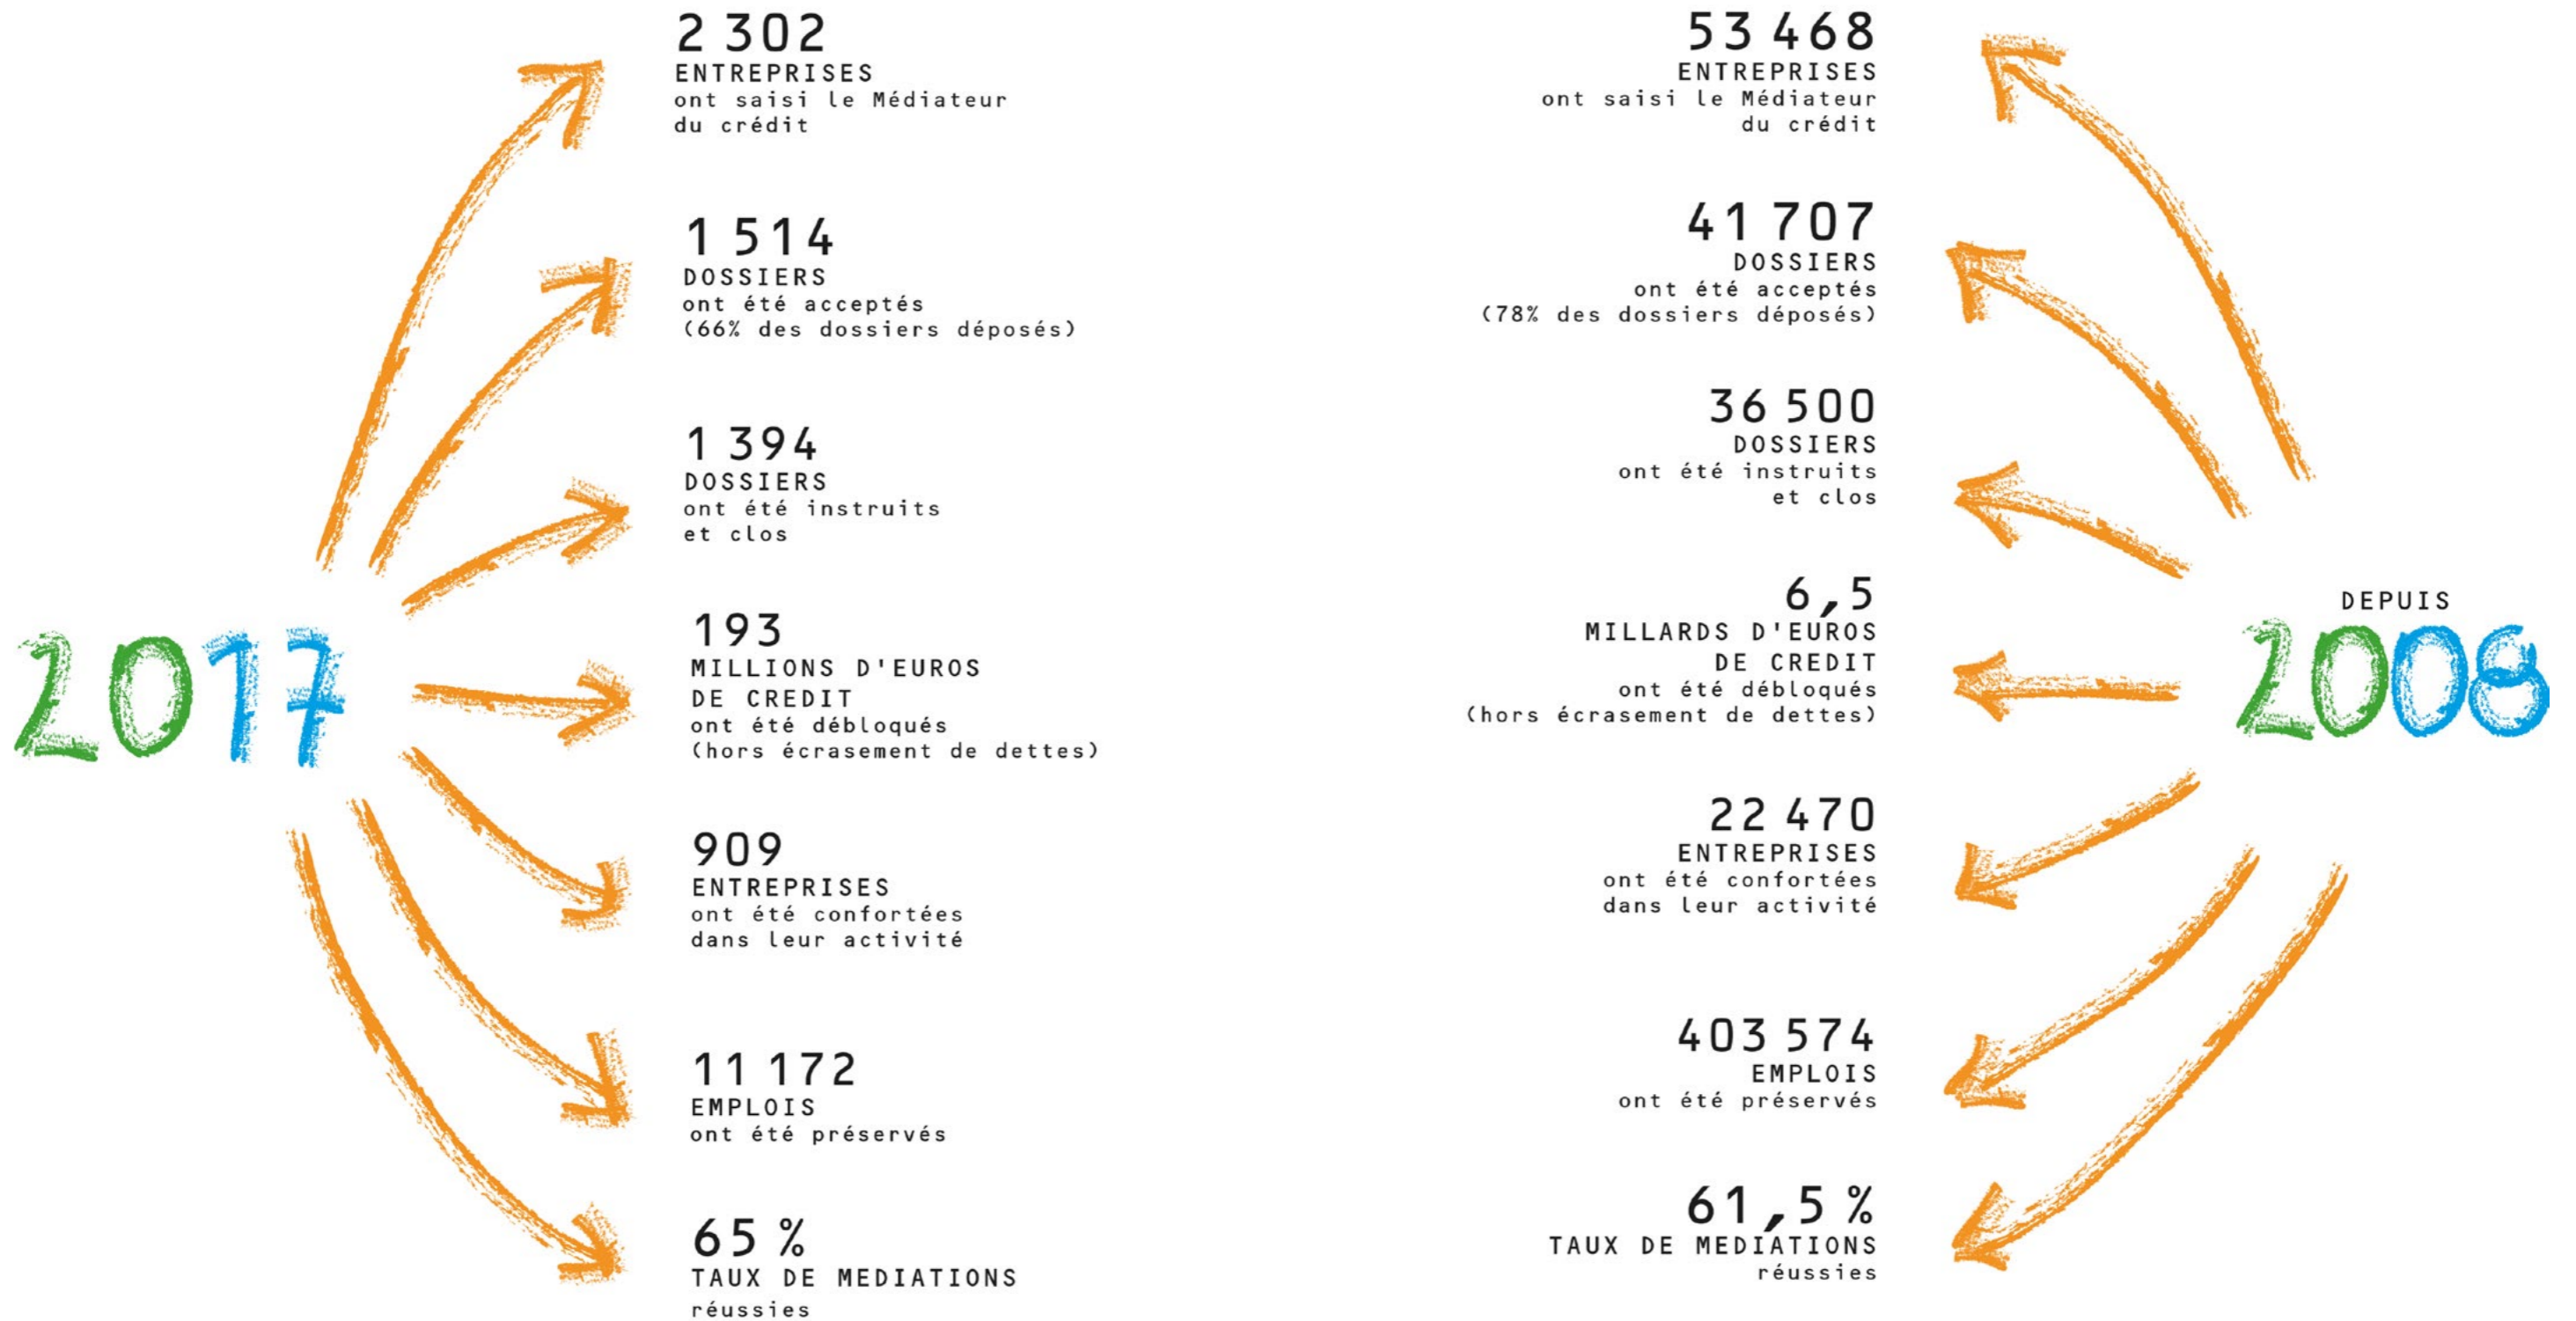 2017
2 302
ENTREPRISES
ont saisi le Médiateur
du crédit
1 514
DOSSIERS
ont été acceptés
(66% des dossiers déposés)
1 394
DOSSIERS
ont été instruits
et clos
193
MILLIONS D'EUROS
DE CREDIT
ont été débloqués
(hors écrasement de dettes)
909
ENTREPRISES
ont été confortées
dans leur activité
11 172
EMPLOIS
ont été préservés
65 %
TAUX DE MEDIATIONS
réussies
DEPUIS
2008
53 468
ENTREPRISES
ont saisi le Médiateur
du crédit
41 707
DOSSIERS
ont été acceptés
(78% des dossiers déposés)
36 500
DOSSIERS
ont été instruits
et clos
6,5
MILLARDS D'EUROS
DE CREDIT
ont été débloqués
(hors écrasement de dettes)
22 470
ENTREPRISES
ont été confortées
dans leur activité
403 574
EMPLOIS
ont été préservés
61,5 %
TAUX DE MEDIATIONS
réussies